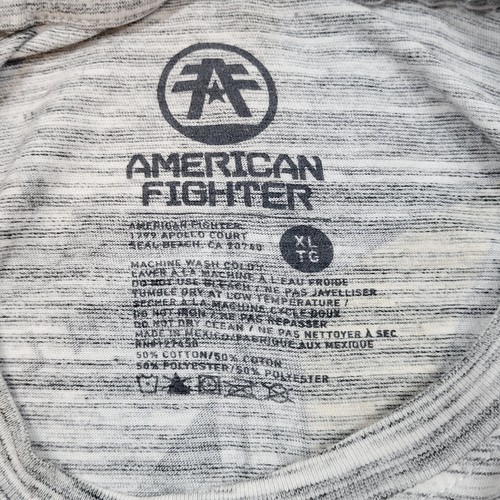 AF
AMERICAN
FIGHTER
AMERICAN FIGHTER
1799 APOLLO COURT
SEAL BEACH, CA 90740
XL
TG
MACHINE WASH COLD /
LAVER À LA MACHINE À L'EAU FROIDE
DO NOT USE BLEACH / NE PAS JAVELLISER
TUMBLE DRY AT LOW TEMPERATURE /
SÉCHER À LA MACHINE CYCLE DOUX
DO NOT IRON / NE PAS REPASSER
DO NOT DRY CLEAN / NE PAS NETTOYER À SEC
MADE IN MEXICO/FABRIQUÉ AUX MEXIQUE
50% COTTON/50% COTON
50% POLYESTER/50% POLYESTER